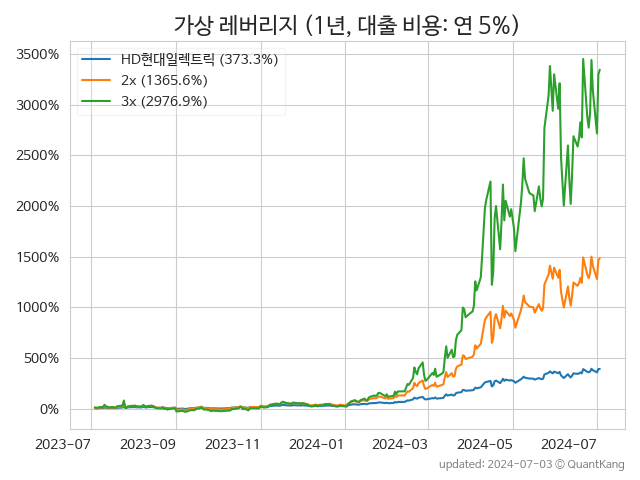 가상 레버리지 (1년, 대출 비용: 연 5%)
3500%
HD현대일렉트릭 (373.3%)
2x (1365.6%)
3x (2976.9%)
3000%
2500%
2000%
1500%
1000%
500%
0%
2023-07 2023-09 2023-11 2024-01 2024-03 2024-05 2024-07
updated: 2024-07-03 © QuantKang